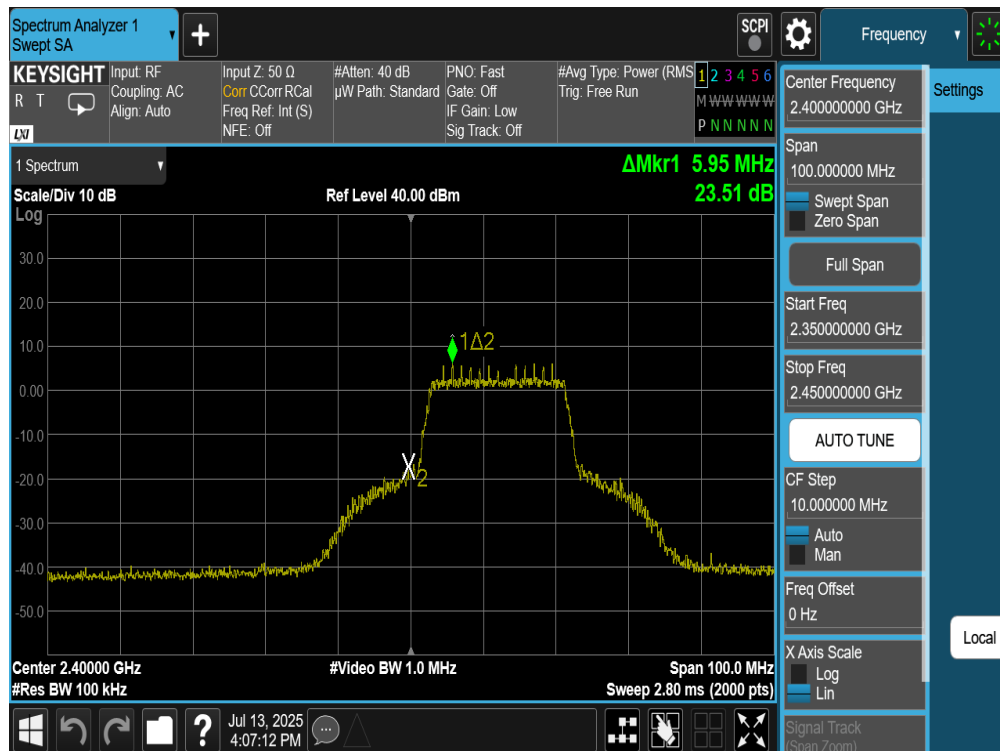 Spectrum Analyzer 1
Swept SA
+
SCPI
Frequency
KEYSIGHT
R T
LXI
Input: RF
Coupling: AC
Align: Auto
Input Z: 50 Ω
Corr CCorr RCal
Freq Ref: Int (S)
NFE: Off
#Atten: 40 dB
µW Path: Standard
PNO: Fast
Gate: Off
IF Gain: Low
Sig Track: Off
#Avg Type: Power (RMS
Trig: Free Run
1 2 3 4 5 6
M W W W W W
P N N N N N
1 Spectrum
Scale/Div 10 dB
Log
Ref Level 40.00 dBm
ΔMkr1 5.95 MHz
23.51 dB
30.0
20.0
10.0
0.00
-10.0
-20.0
-30.0
-40.0
-50.0
1Δ2
X2
Center 2.40000 GHz
#Res BW 100 kHz
#Video BW 1.0 MHz
Span 100.0 MHz
Sweep 2.80 ms (2000 pts)
Center Frequency
2.400000000 GHz
Span
100.000000 MHz
Swept Span
Zero Span
Full Span
Start Freq
2.350000000 GHz
Stop Freq
2.450000000 GHz
AUTO TUNE
CF Step
10.000000 MHz
Auto
Man
Freq Offset
0 Hz
X Axis Scale
Log
Lin
Signal Track
(Span Zoom)
Settings
Local
?
Jul 13, 2025
4:07:12 PM